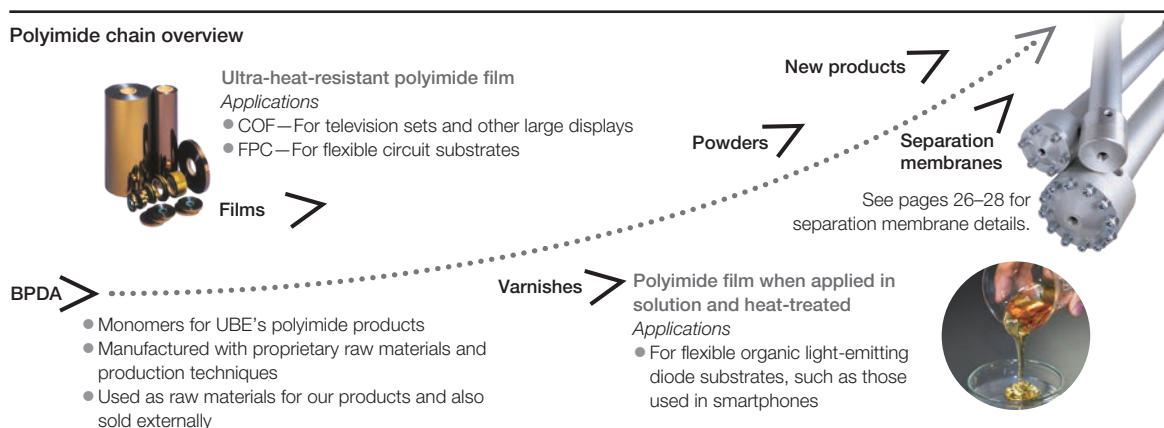 Polyimide chain overview
Ultra-heat-resistant polyimide film
Applications
● COF—For television sets and other large displays
● FPC—For flexible circuit substrates
Films
New products
Powders
Separation
membranes
See pages 26–28 for
separation membrane details.
BPDA
● Monomers for UBE's polyimide products
● Manufactured with proprietary raw materials and
production techniques
● Used as raw materials for our products and also
sold externally
Varnishes
Polyimide film when applied in
solution and heat-treated
Applications
● For flexible organic light-emitting
diode substrates, such as those
used in smartphones